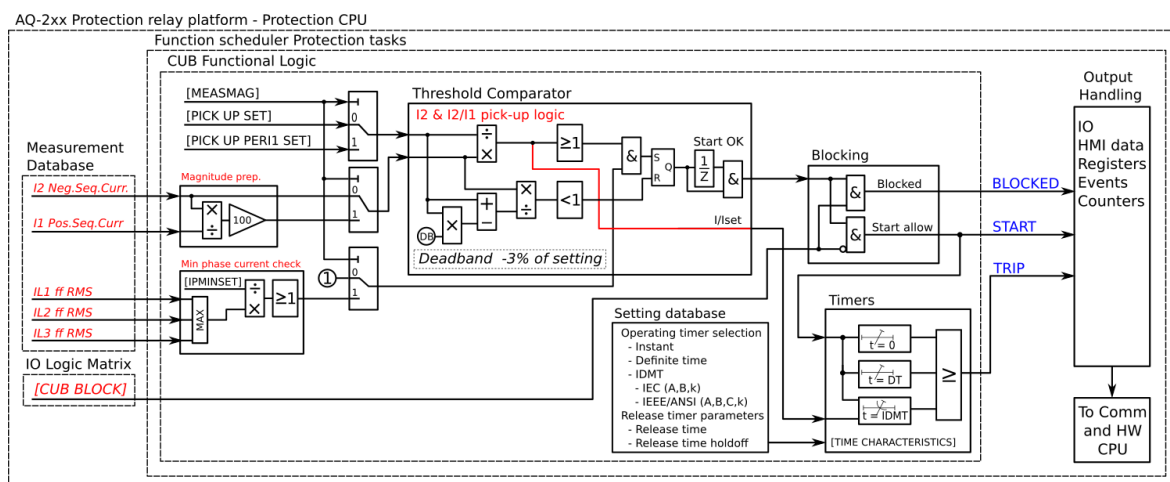 AQ-2xx Protection relay platform - Protection CPU
Function scheduler Protection tasks
CUB Functional Logic
Measurement
Database
I2 Neg.Seq.Curr.
I1 Pos.Seq.Curr
IL1 ff RMS
IL2 ff RMS
IL3 ff RMS
IO Logic Matrix
[CUB BLOCK]
[MEASMAG]
[PICK UP SET]
[PICK UP PERI1 SET]
0
1
Magnitude prep.
×
÷
100
0
1
Min phase current check
[IPMINSET]
MAX
÷
×
≥1
1
0
1
Threshold Comparator
I2 & I2/I1 pick-up logic
÷
×
≥1
&
S
R
Q
Start OK
1
Z
&
DB
×
+
−
×
÷
<1
I/Iset
Deadband -3% of setting
Blocking
&
Blocked
&
Start allow
BLOCKED
START
TRIP
Setting database
Operating timer selection
- Instant
- Definite time
- IDMT
- IEC (A,B,k)
- IEEE/ANSI (A,B,C,k)
Release timer parameters
- Release time
- Release time holdoff
Timers
t = 0
t = DT
t = IDMT
≥
[TIME CHARACTERISTICS]
Output
Handling
IO
HMI data
Registers
Events
Counters
To Comm
and HW
CPU